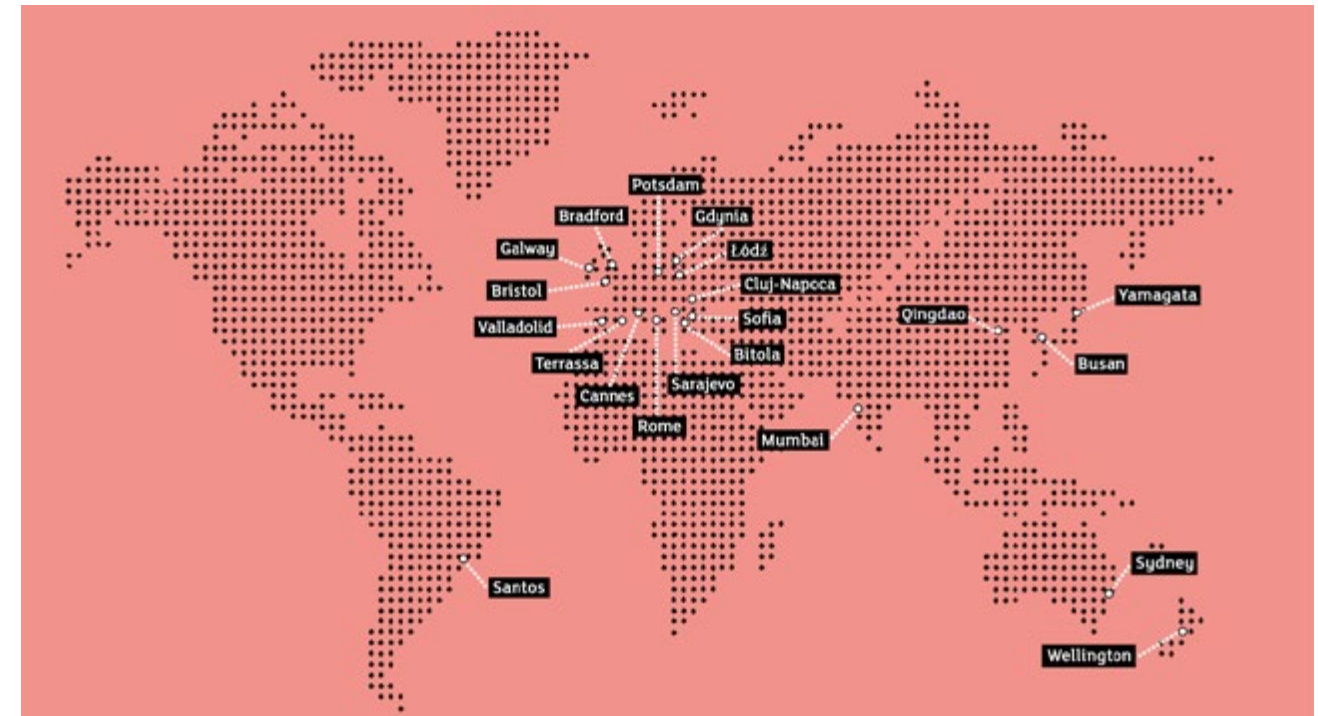 Potsdam
Bradford
Gdynia
Galway
Łódź
Cluj-Napoca
Bristol
Yamagata
Qingdao
Sofia
Valladolid
Bitola
Terrassa
Busan
Sarajevo
Cannes
Rome
Mumbai
Sydney
Santos
Wellington